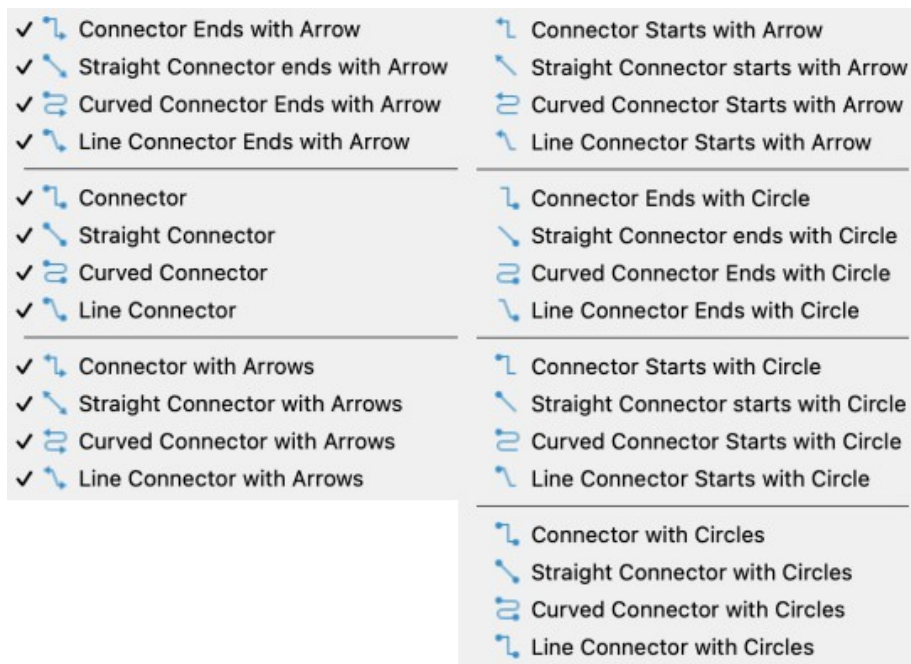 Connector Ends with Arrow
Straight Connector ends with Arrow
Curved Connector Ends with Arrow
Line Connector Ends with Arrow
Connector
Straight Connector
Curved Connector
Line Connector
Connector with Arrows
Straight Connector with Arrows
Curved Connector with Arrows
Line Connector with Arrows
Connector Starts with Arrow
Straight Connector starts with Arrow
Curved Connector Starts with Arrow
Line Connector Starts with Arrow
Connector Ends with Circle
Straight Connector ends with Circle
Curved Connector Ends with Circle
Line Connector Ends with Circle
Connector Starts with Circle
Straight Connector starts with Circle
Curved Connector Starts with Circle
Line Connector Starts with Circle
Connector with Circles
Straight Connector with Circles
Curved Connector with Circles
Line Connector with Circles